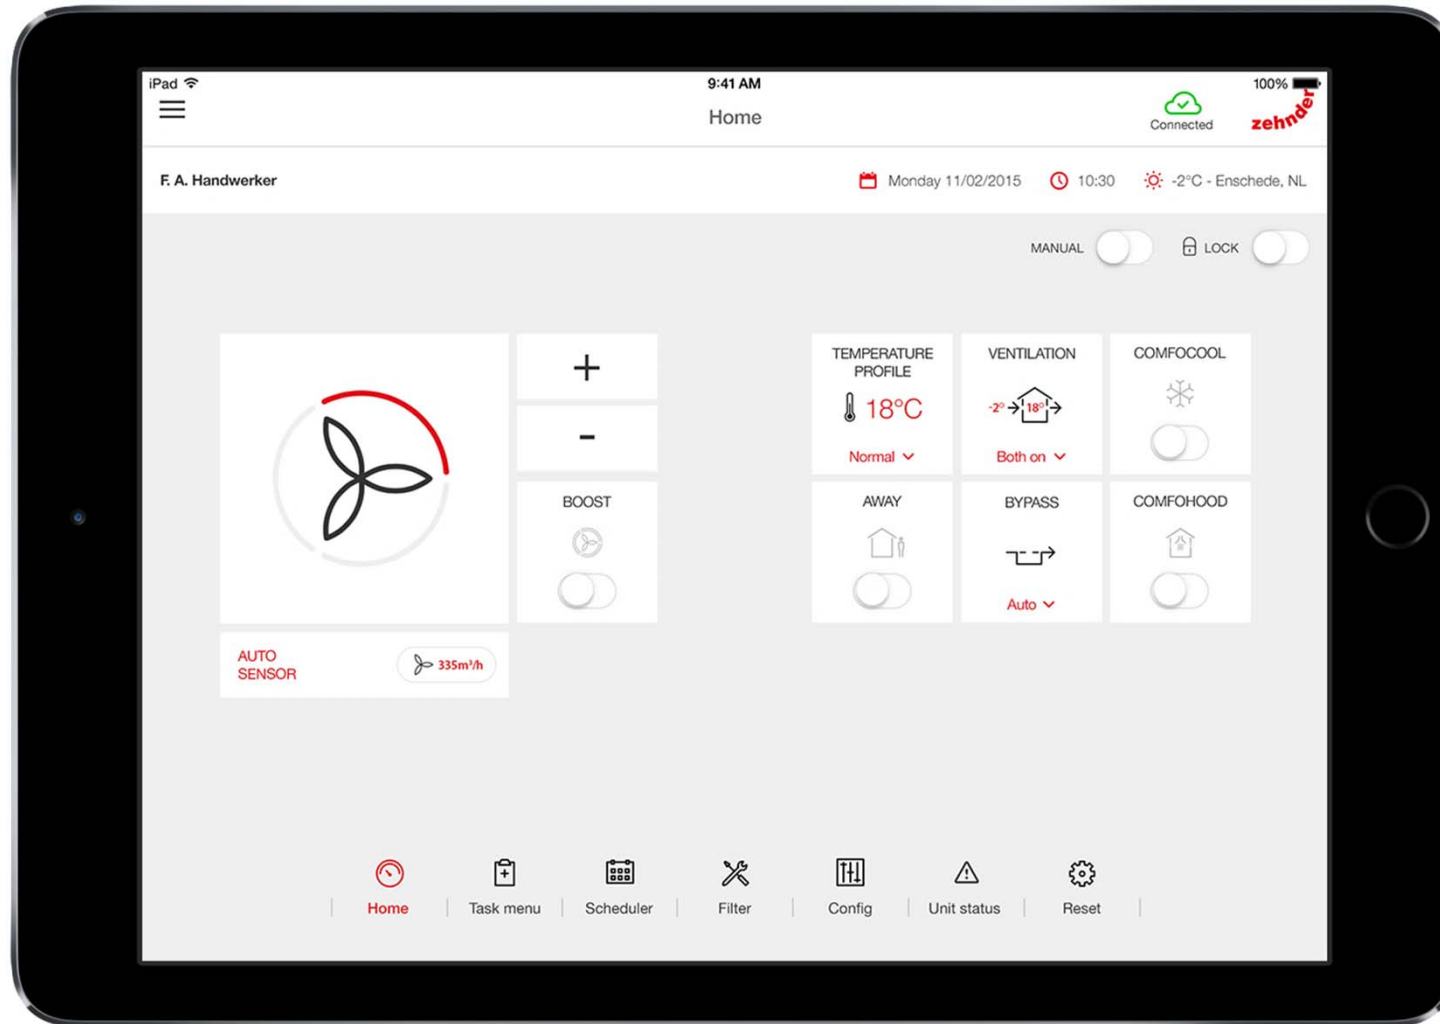 iPad 9:41 AM 100%
Home
Connected
zehnder
F. A. Handwerker Monday 11/02/2015 10:30 -2°C - Enschede, NL
MANUAL LOCK
+
-
BOOST
TEMPERATURE
PROFILE
18°C
Normal
VENTILATION
-2° 18°
Both on
COMFOCOOL
AWAY
BYPASS
Auto
COMFOHOOD
AUTO
SENSOR
335m³/h
Home Task menu Scheduler Filter Config Unit status Reset